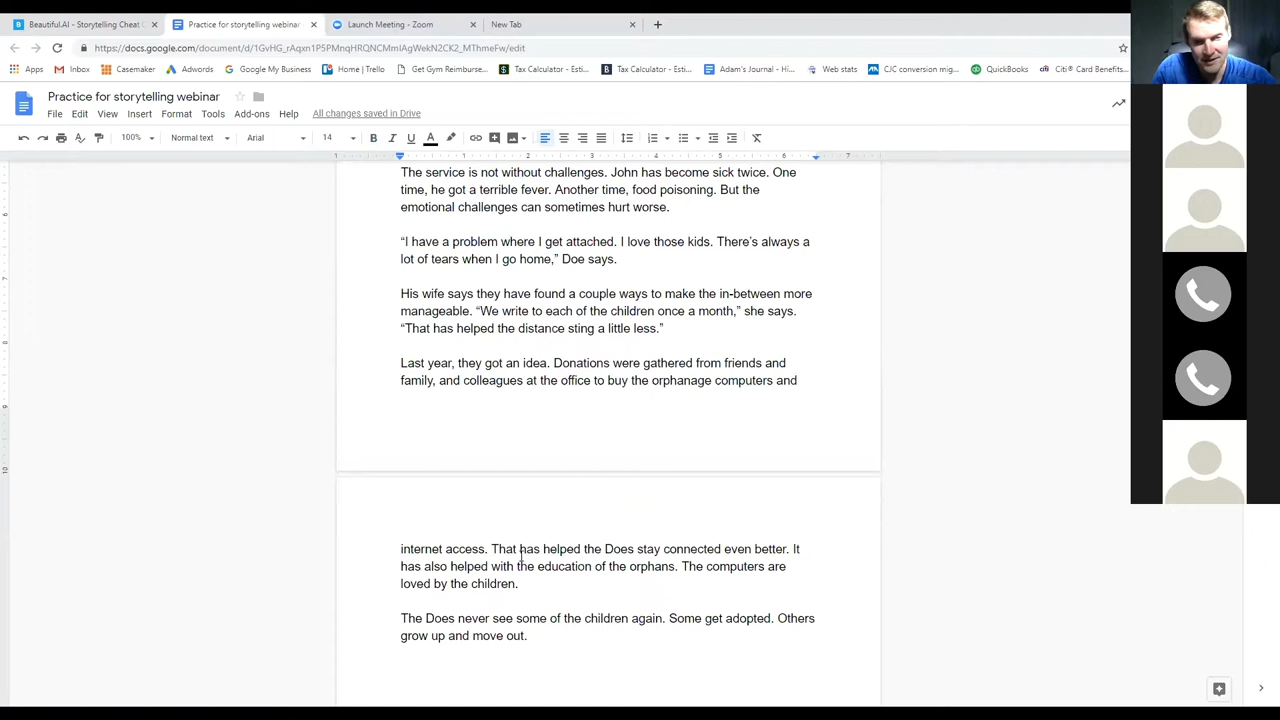 Beautiful.AI - Storytelling Cheat
Practice for storytelling webinar
Launch Meeting - Zoom
New Tab
https://docs.google.com/document/d/1GvHG_rAqxn1P5PMnqHRQNCMmIAgWekN2CK2_MThmeFw/edit
Apps
Inbox
Casemaker
Adwords
Google My Business
Home | Trello
Get Gym Reimburse...
Tax Calculator - Esti...
Tax Calculator - Esti...
Adam's Journal - Hi...
Web stats
CJC conversion mig...
QuickBooks
Citi® Card Benefits...
Practice for storytelling webinar
File Edit View Insert Format Tools Add-ons Help All changes saved in Drive
100% Normal text Arial 14 B I U A
1 1 2 3 4 5 6 7
The service is not without challenges. John has become sick twice. One
time, he got a terrible fever. Another time, food poisoning. But the
emotional challenges can sometimes hurt worse.
“I have a problem where I get attached. I love those kids. There’s always a
lot of tears when I go home,” Doe says.
His wife says they have found a couple ways to make the in-between more
manageable. “We write to each of the children once a month,” she says.
“That has helped the distance sting a little less.”
Last year, they got an idea. Donations were gathered from friends and
family, and colleagues at the office to buy the orphanage computers and
internet access. That has helped the Does stay connected even better. It
has also helped with the education of the orphans. The computers are
loved by the children.
The Does never see some of the children again. Some get adopted. Others
grow up and move out.